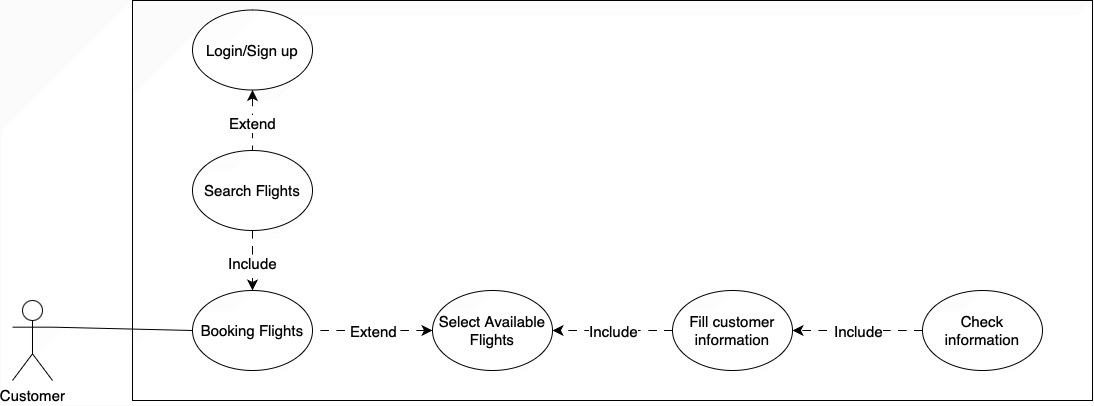 Login/Sign up
Extend
Search Flights
Include
Booking Flights
Extend
Select Available
Flights
Include
Fill customer
information
Include
Check
information
Customer